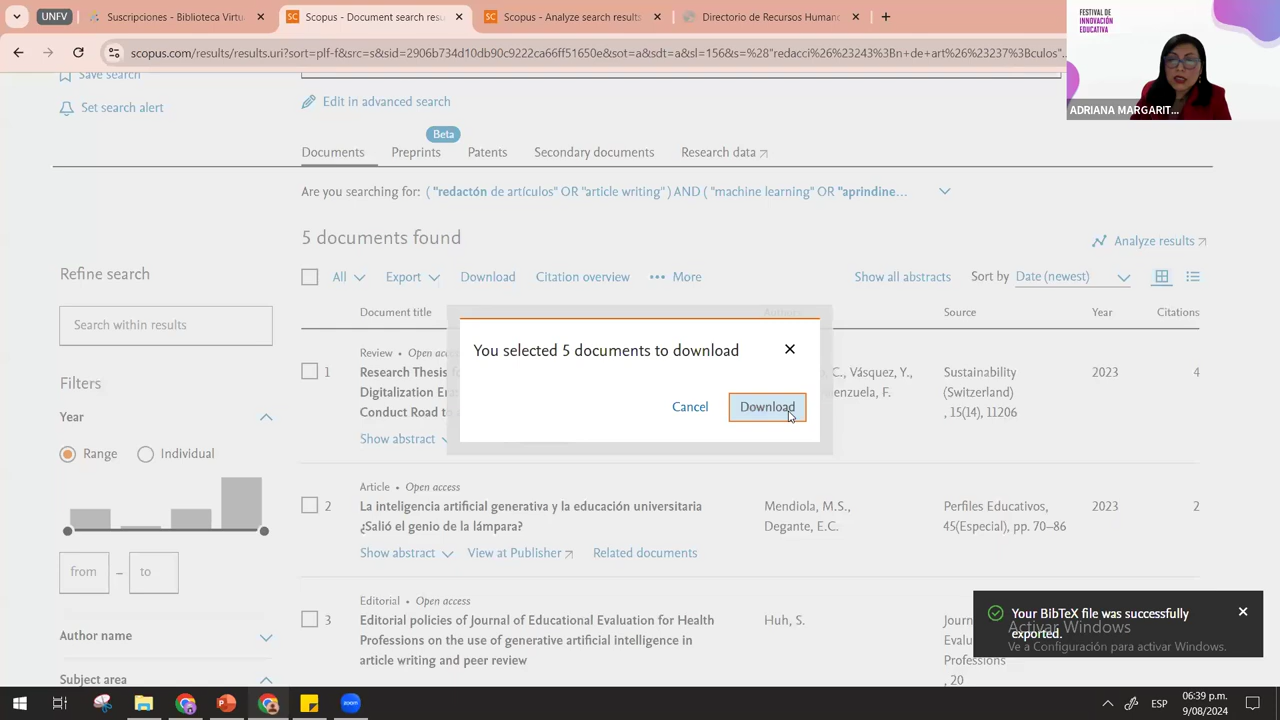 UNFV
Suscripciones - Biblioteca Virtu
Scopus - Document search resu
Scopus - Analyze search results
Directorio de Recursos Human
scopus.com/results/results.uri?sort=plf-f&src=s&sid=2906b734d10db90c9222ca66ff51650e&sot=a&sdt=a&sl=156&s=%28"redacci%26%23243%3Bn+de+art%26%23237%3Bculos"
FESTIVAL DE
INNOVACIÓN
EDUCATIVA
ADRIANA MARGARIT...
Save search
Set search alert
Edit in advanced search
Beta
Documents Preprints Patents Secondary documents Research data
Are you searching for: ( "redactón de artículos" OR "article writing" ) AND ( "machine learning" OR "aprindine...
5 documents found
Analyze results
Refine search
All Export Download Citation overview ••• More Show all abstracts Sort by Date (newest)
Search within results
Document title Authors Source Year Citations
You selected 5 documents to download
Cancel Download
Filters
Year
Range Individual
from – to
Author name
Subject area
Review • Open acc
1 Research Thesis f
Digitalization Era
Conduct Road to
C., Vásquez, Y.,
enzuela, F.
Sustainability
(Switzerland)
, 15(14), 11206
2023 4
Show abstract
Article • Open access
2 La inteligencia artificial generativa y la educación universitaria
¿Salió el genio de la lámpara?
Mendiola, M.S.,
Degante, E.C.
Perfiles Educativos,
45(Especial), pp. 70–86
2023 2
Show abstract View at Publisher Related documents
Editorial • Open access
3 Editorial policies of Journal of Educational Evaluation for Health
Professions on the use of generative artificial intelligence in
article writing and peer review
Huh, S.
Journ
Evalua
Professions
, 20
Your BibTeX file was successfully
exported.
Activar Windows
Ve a Configuración para activar Windows.
zoom
ESP
06:39 p.m.
9/08/2024